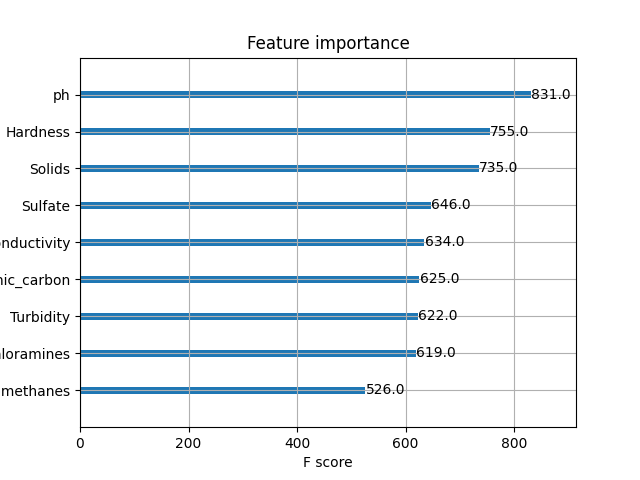 Feature importance
ph 831.0
Hardness 755.0
Solids 735.0
Sulfate 646.0
onductivity 634.0
nic_carbon 625.0
Turbidity 622.0
loramines 619.0
methanes 526.0
0 200 400 600 800
F score